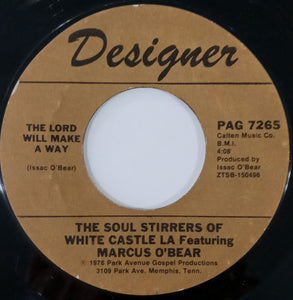 Designer
THE LORD
WILL MAKE
A WAY
(Issac O'Bear)
PAG 7265
Calten Music Co.
B.M.I.
4:08
Produced by
Issac O'Bear
ZTSB-150496
THE SOUL STIRRERS OF
WHITE CASTLE LA Featuring
MARCUS O'BEAR
℗ 1976 Park Avenue Gospel Productions
3109 Park Ave. Memphis, Tenn.